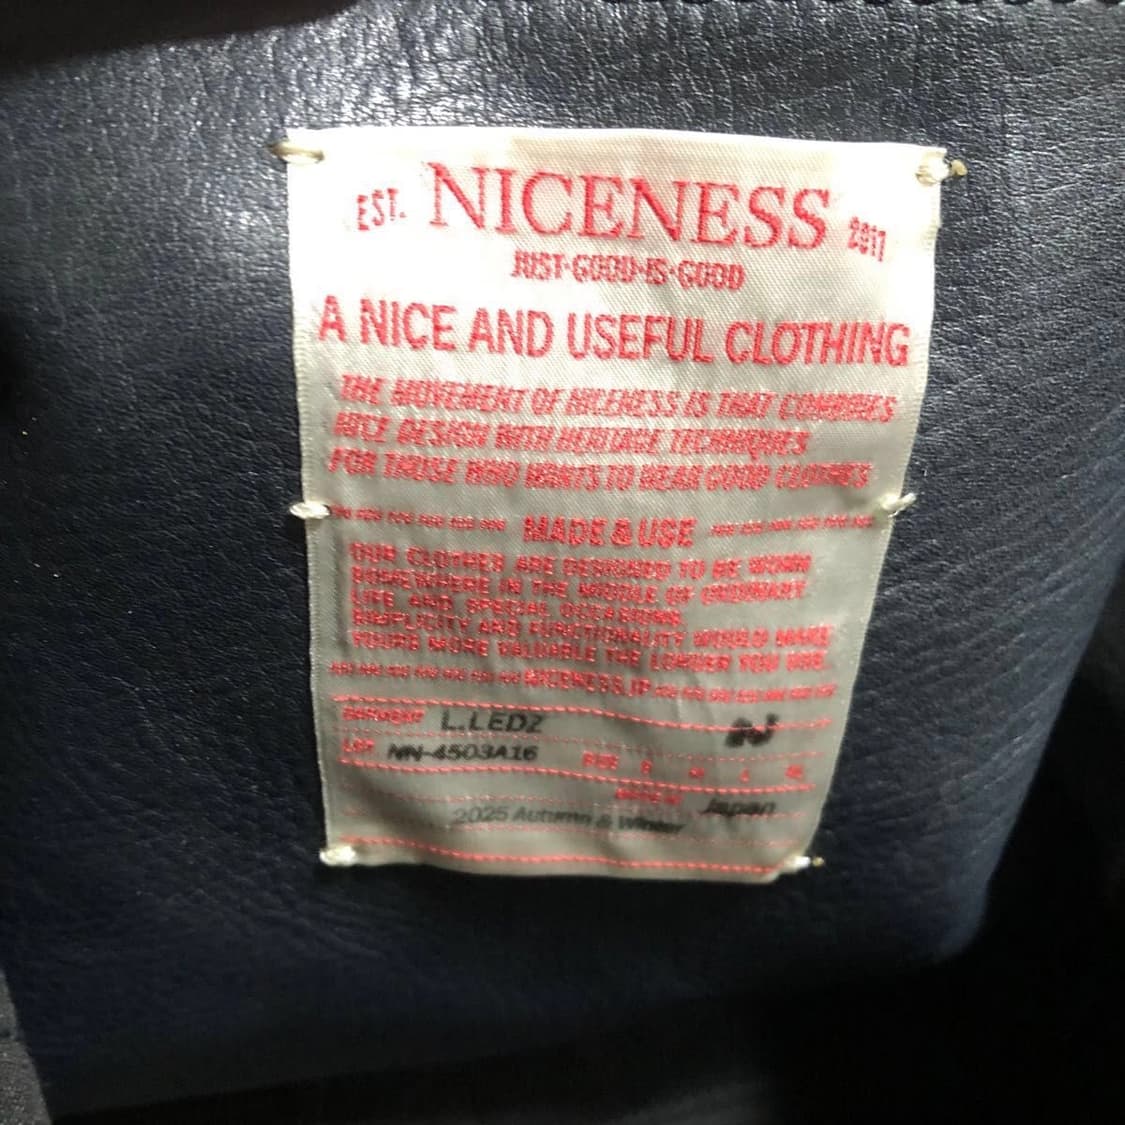 EST. NICENESS 2017
JUST·GOOD·IS·GOOD
A NICE AND USEFUL CLOTHING
THE MOVEMENT OF NICENESS IS THAT COMBINES
NICE DESIGN WITH HERITAGE TECHNIQUES
FOR THOSE WHO WANTS TO WEAR GOOD CLOTHES
MADE & USE
OUR CLOTHES ARE DESIGNED TO BE WORN
SOMEWHERE IN THE MIDDLE OF ORDINARY
LIFE AND SPECIAL OCCASIONS.
SIMPLICITY AND FUNCTIONALITY WOULD MAKE
YOURS MORE VALUABLE THE LONGER YOU USE.
NICENESS.JP
GARMENT L.LEDZ
NN-4503A16 L
Japan
2025 Autumn & Winter